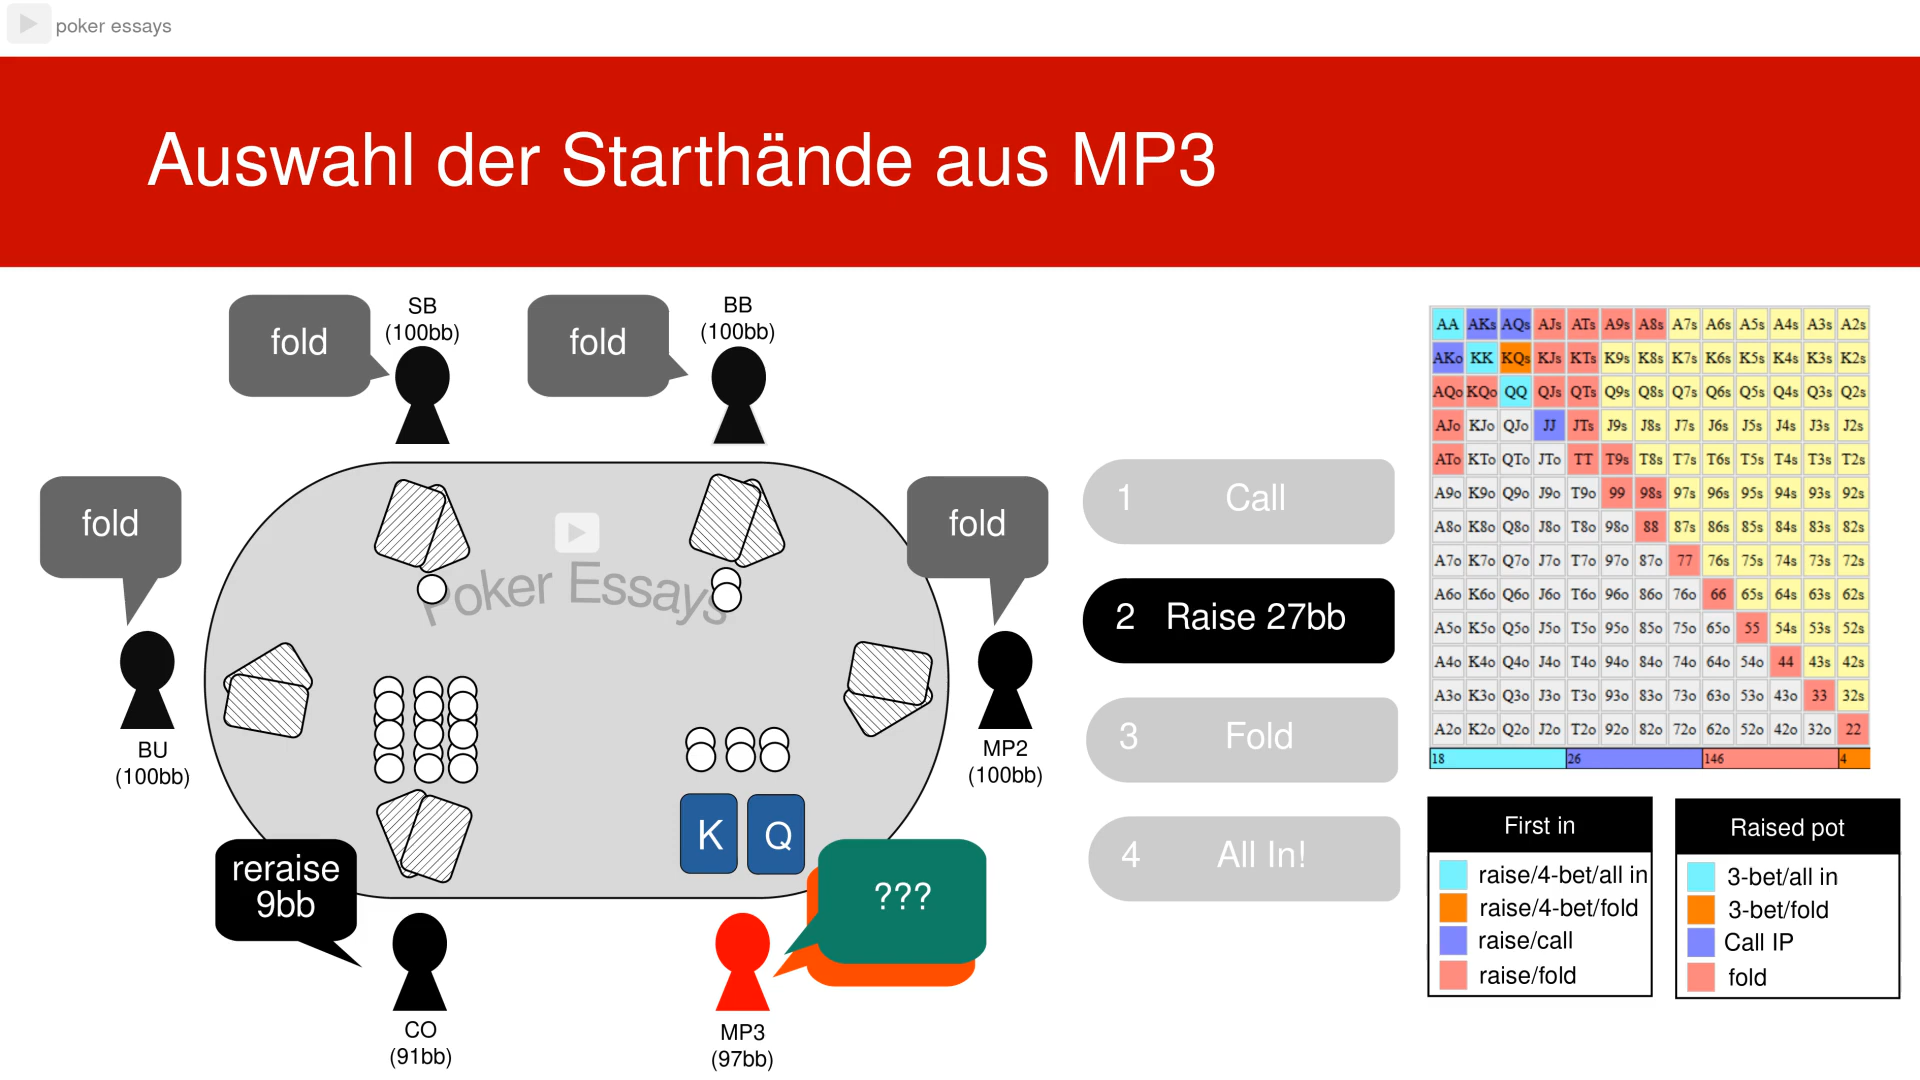 poker essays
Auswahl der Starthände aus MP3
fold
SB
(100bb)
fold
BB
(100bb)
fold
fold
Poker Essays
BU
(100bb)
MP2
(100bb)
K Q
reraise
9bb
???
CO
(91bb)
MP3
(97bb)
1 Call
2 Raise 27bb
3 Fold
4 All In!
AA AKs AQs AJs ATs A9s A8s A7s A6s A5s A4s A3s A2s
AKo KK KQs KJs KTs K9s K8s K7s K6s K5s K4s K3s K2s
AQo KQo QQ QJs QTs Q9s Q8s Q7s Q6s Q5s Q4s Q3s Q2s
AJo KJo QJo JJ JTs J9s J8s J7s J6s J5s J4s J3s J2s
ATo KTo QTo JTo TT T9s T8s T7s T6s T5s T4s T3s T2s
A9o K9o Q9o J9o T9o 99 98s 97s 96s 95s 94s 93s 92s
A8o K8o Q8o J8o T8o 98o 88 87s 86s 85s 84s 83s 82s
A7o K7o Q7o J7o T7o 97o 87o 77 76s 75s 74s 73s 72s
A6o K6o Q6o J6o T6o 96o 86o 76o 66 65s 64s 63s 62s
A5o K5o Q5o J5o T5o 95o 85o 75o 65o 55 54s 53s 52s
A4o K4o Q4o J4o T4o 94o 84o 74o 64o 54o 44 43s 42s
A3o K3o Q3o J3o T3o 93o 83o 73o 63o 53o 43o 33 32s
A2o K2o Q2o J2o T2o 92o 82o 72o 62o 52o 42o 32o 22
18 26 146 4
First in
raise/4-bet/all in
raise/4-bet/fold
raise/call
raise/fold
Raised pot
3-bet/all in
3-bet/fold
Call IP
fold